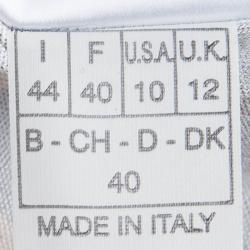 I F U.S.A. U.K.
44 40 10 12
B - CH - D - DK
40
MADE IN ITALY